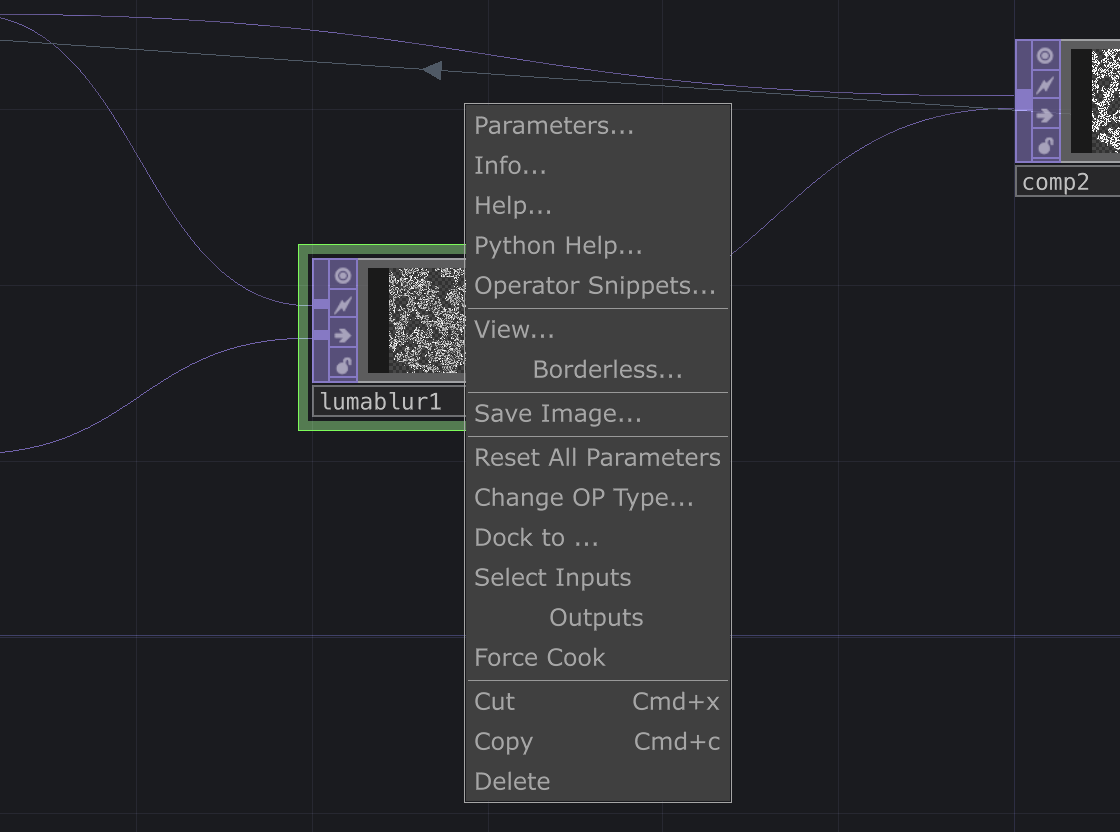 Parameters...
Info...
Help...
Python Help...
Operator Snippets...
View...
Borderless...
Save Image...
Reset All Parameters
Change OP Type...
Dock to ...
Select Inputs
Outputs
Force Cook
Cut Cmd+x
Copy Cmd+c
Delete
lumablur1
comp2